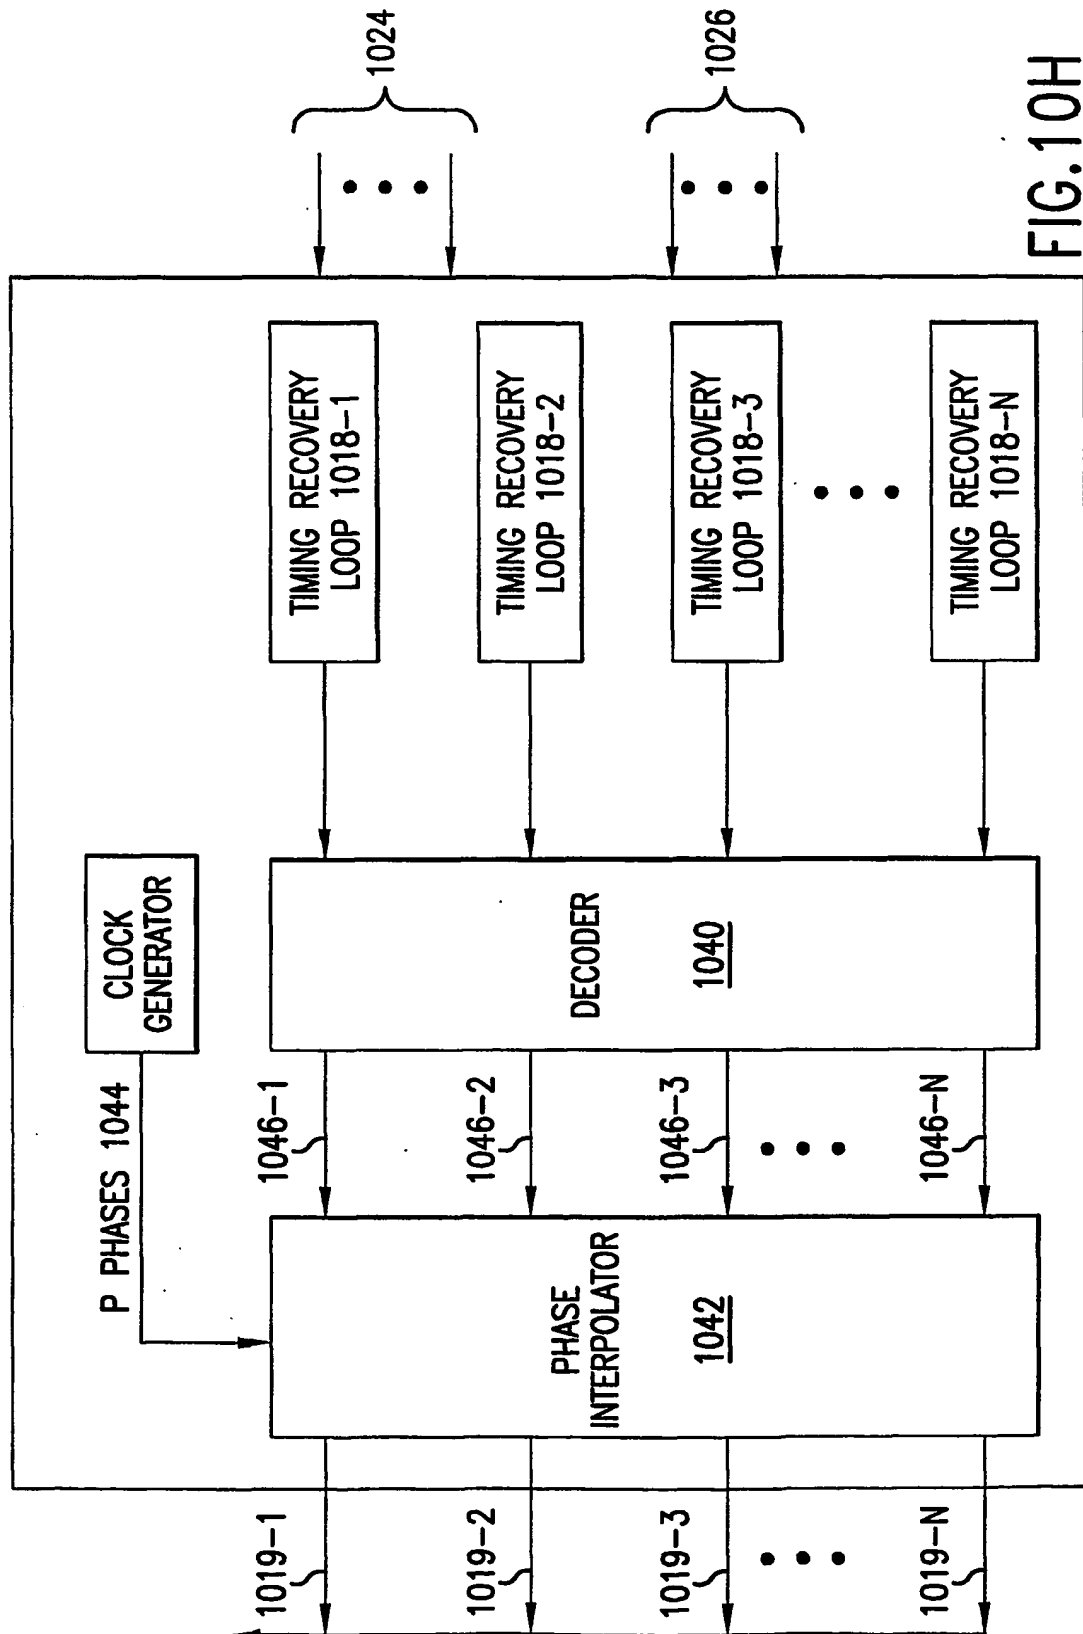 1024
1026
FIG.10H
TIMING RECOVERY
LOOP 1018-1
TIMING RECOVERY
LOOP 1018-2
TIMING RECOVERY
LOOP 1018-3
TIMING RECOVERY
LOOP 1018-N
CLOCK
GENERATOR
DECODER
1040
P PHASES 1044
1046-1
1046-2
1046-3
1046-N
PHASE
INTERPOLATOR
1042
1019-1
1019-2
1019-3
1019-N